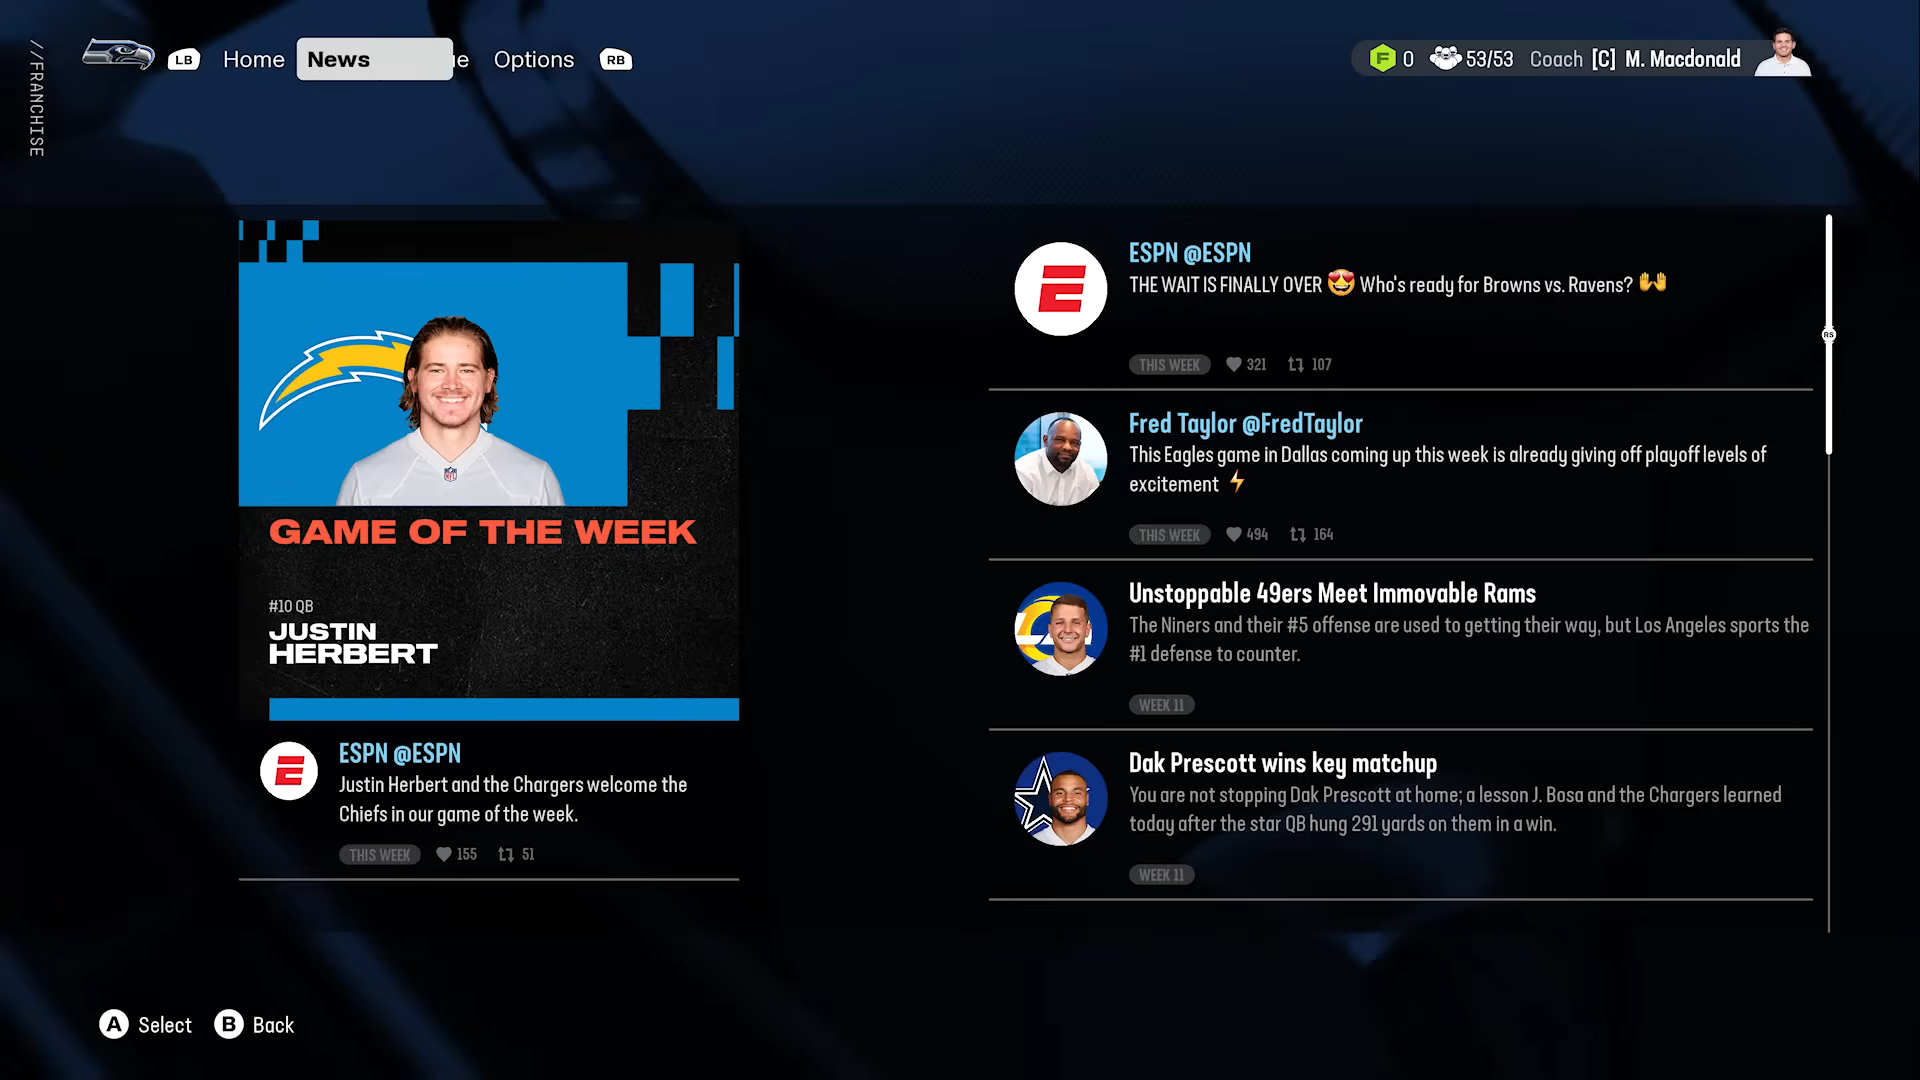 //FRANCHISE
LB Home News ue Options RB
F 0 53/53 Coach [C] M. Macdonald
GAME OF THE WEEK
#10 QB
JUSTIN
HERBERT
ESPN @ESPN
Justin Herbert and the Chargers welcome the
Chiefs in our game of the week.
THIS WEEK 155 51
ESPN @ESPN
THE WAIT IS FINALLY OVER 😍 Who's ready for Browns vs. Ravens? 🙌
THIS WEEK 321 107
Fred Taylor @FredTaylor
This Eagles game in Dallas coming up this week is already giving off playoff levels of
excitement ⚡
THIS WEEK 494 164
Unstoppable 49ers Meet Immovable Rams
The Niners and their #5 offense are used to getting their way, but Los Angeles sports the
#1 defense to counter.
WEEK 11
Dak Prescott wins key matchup
You are not stopping Dak Prescott at home; a lesson J. Bosa and the Chargers learned
today after the star QB hung 291 yards on them in a win.
WEEK 11
RS
A Select B Back